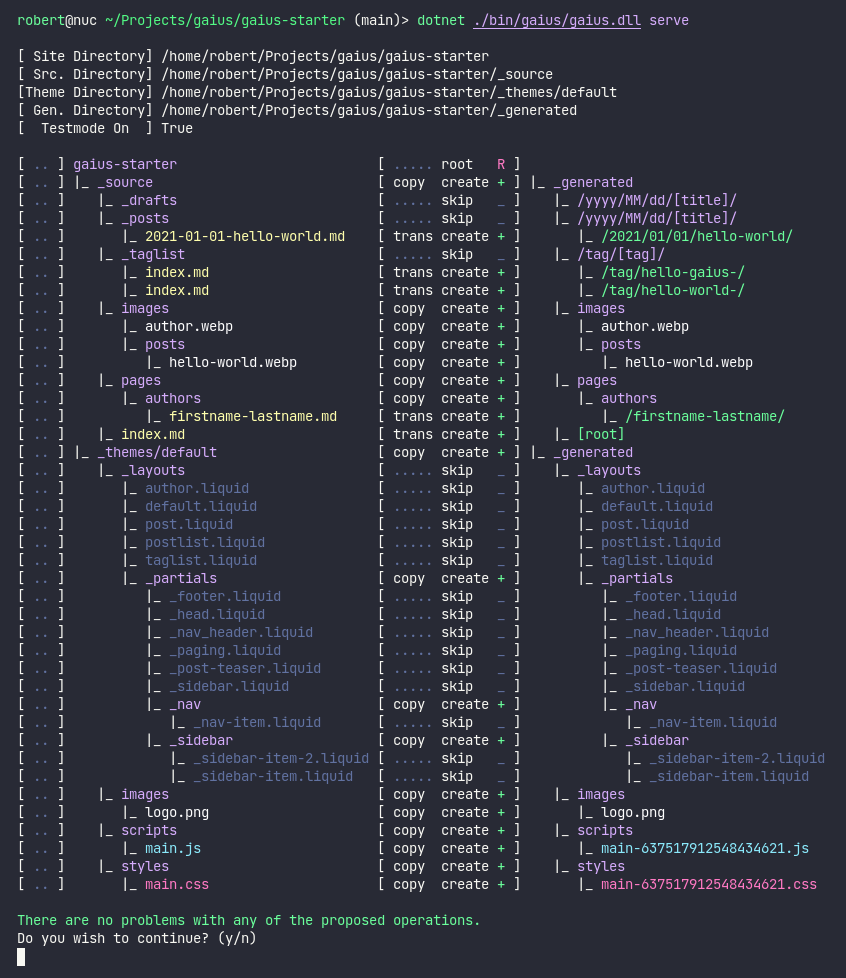 robert@nuc ~/Projects/gaius/gaius-starter (main)> dotnet ./bin/gaius/gaius.dll serve

[ Site Directory] /home/robert/Projects/gaius/gaius-starter
[ Src. Directory] /home/robert/Projects/gaius/gaius-starter/_source
[Theme Directory] /home/robert/Projects/gaius/gaius-starter/_themes/default
[ Gen. Directory] /home/robert/Projects/gaius/gaius-starter/_generated
[  Testmode On  ] True

[ .. ] gaius-starter                         [ ..... root   R ]
[ .. ] |_ _source                            [ copy  create + ] |_ _generated
[ .. ]    |_ _drafts                         [ ..... skip   _ ]    |_ /yyyy/MM/dd/[title]/
[ .. ]    |_ _posts                          [ ..... skip   _ ]    |_ /yyyy/MM/dd/[title]/
[ .. ]       |_ 2021-01-01-hello-world.md    [ trans create + ]       |_ /2021/01/01/hello-world/
[ .. ]    |_ _taglist                        [ ..... skip   _ ]    |_ /tag/[tag]/
[ .. ]       |_ index.md                     [ trans create + ]       |_ /tag/hello-gaius-/
[ .. ]       |_ index.md                     [ trans create + ]       |_ /tag/hello-world-/
[ .. ]    |_ images                          [ copy  create + ]    |_ images
[ .. ]       |_ author.webp                  [ copy  create + ]       |_ author.webp
[ .. ]       |_ posts                        [ copy  create + ]       |_ posts
[ .. ]          |_ hello-world.webp          [ copy  create + ]          |_ hello-world.webp
[ .. ]    |_ pages                           [ copy  create + ]    |_ pages
[ .. ]       |_ authors                      [ copy  create + ]       |_ authors
[ .. ]          |_ firstname-lastname.md     [ trans create + ]          |_ /firstname-lastname/
[ .. ]    |_ index.md                        [ trans create + ]    |_ [root]
[ .. ] |_ _themes/default                    [ copy  create + ] |_ _generated
[ .. ]    |_ _layouts                        [ ..... skip   _ ]    |_ _layouts
[ .. ]       |_ author.liquid                [ ..... skip   _ ]       |_ author.liquid
[ .. ]       |_ default.liquid               [ ..... skip   _ ]       |_ default.liquid
[ .. ]       |_ post.liquid                  [ ..... skip   _ ]       |_ post.liquid
[ .. ]       |_ postlist.liquid              [ ..... skip   _ ]       |_ postlist.liquid
[ .. ]       |_ taglist.liquid               [ ..... skip   _ ]       |_ taglist.liquid
[ .. ]       |_ _partials                    [ copy  create + ]       |_ _partials
[ .. ]          |_ _footer.liquid            [ ..... skip   _ ]          |_ _footer.liquid
[ .. ]          |_ _head.liquid              [ ..... skip   _ ]          |_ _head.liquid
[ .. ]          |_ _nav_header.liquid        [ ..... skip   _ ]          |_ _nav_header.liquid
[ .. ]          |_ _paging.liquid            [ ..... skip   _ ]          |_ _paging.liquid
[ .. ]          |_ _post-teaser.liquid       [ ..... skip   _ ]          |_ _post-teaser.liquid
[ .. ]          |_ _sidebar.liquid           [ ..... skip   _ ]          |_ _sidebar.liquid
[ .. ]          |_ _nav                      [ copy  create + ]          |_ _nav
[ .. ]             |_ _nav-item.liquid       [ ..... skip   _ ]             |_ _nav-item.liquid
[ .. ]          |_ _sidebar                  [ copy  create + ]          |_ _sidebar
[ .. ]             |_ _sidebar-item-2.liquid [ ..... skip   _ ]             |_ _sidebar-item-2.liquid
[ .. ]             |_ _sidebar-item.liquid   [ ..... skip   _ ]             |_ _sidebar-item.liquid
[ .. ]    |_ images                          [ copy  create + ]    |_ images
[ .. ]       |_ logo.png                     [ copy  create + ]       |_ logo.png
[ .. ]    |_ scripts                         [ copy  create + ]    |_ scripts
[ .. ]       |_ main.js                      [ copy  create + ]       |_ main-637517912548434621.js
[ .. ]    |_ styles                          [ copy  create + ]    |_ styles
[ .. ]       |_ main.css                     [ copy  create + ]       |_ main-637517912548434621.css

There are no problems with any of the proposed operations.
Do you wish to continue? (y/n)